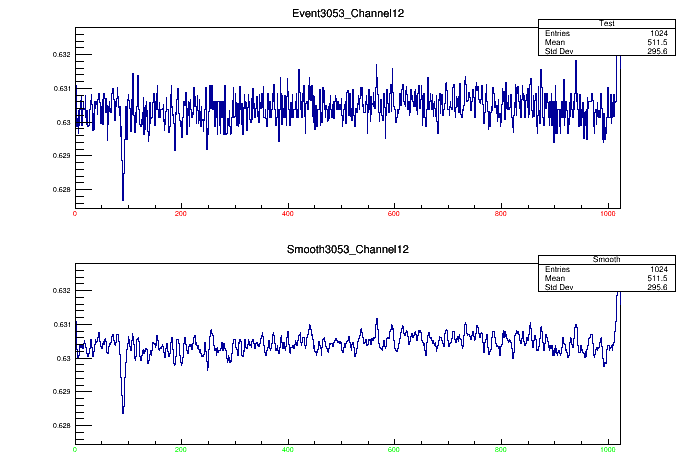 Event3053_Channel12
Test
Entries 1024
Mean 511.5
Std Dev 295.6
0.632
0.631
0.63
0.629
0.628
0 200 400 600 800 1000
Smooth3053_Channel12
Smooth
Entries 1024
Mean 511.5
Std Dev 295.6
0.632
0.631
0.63
0.629
0.628
0 200 400 600 800 1000